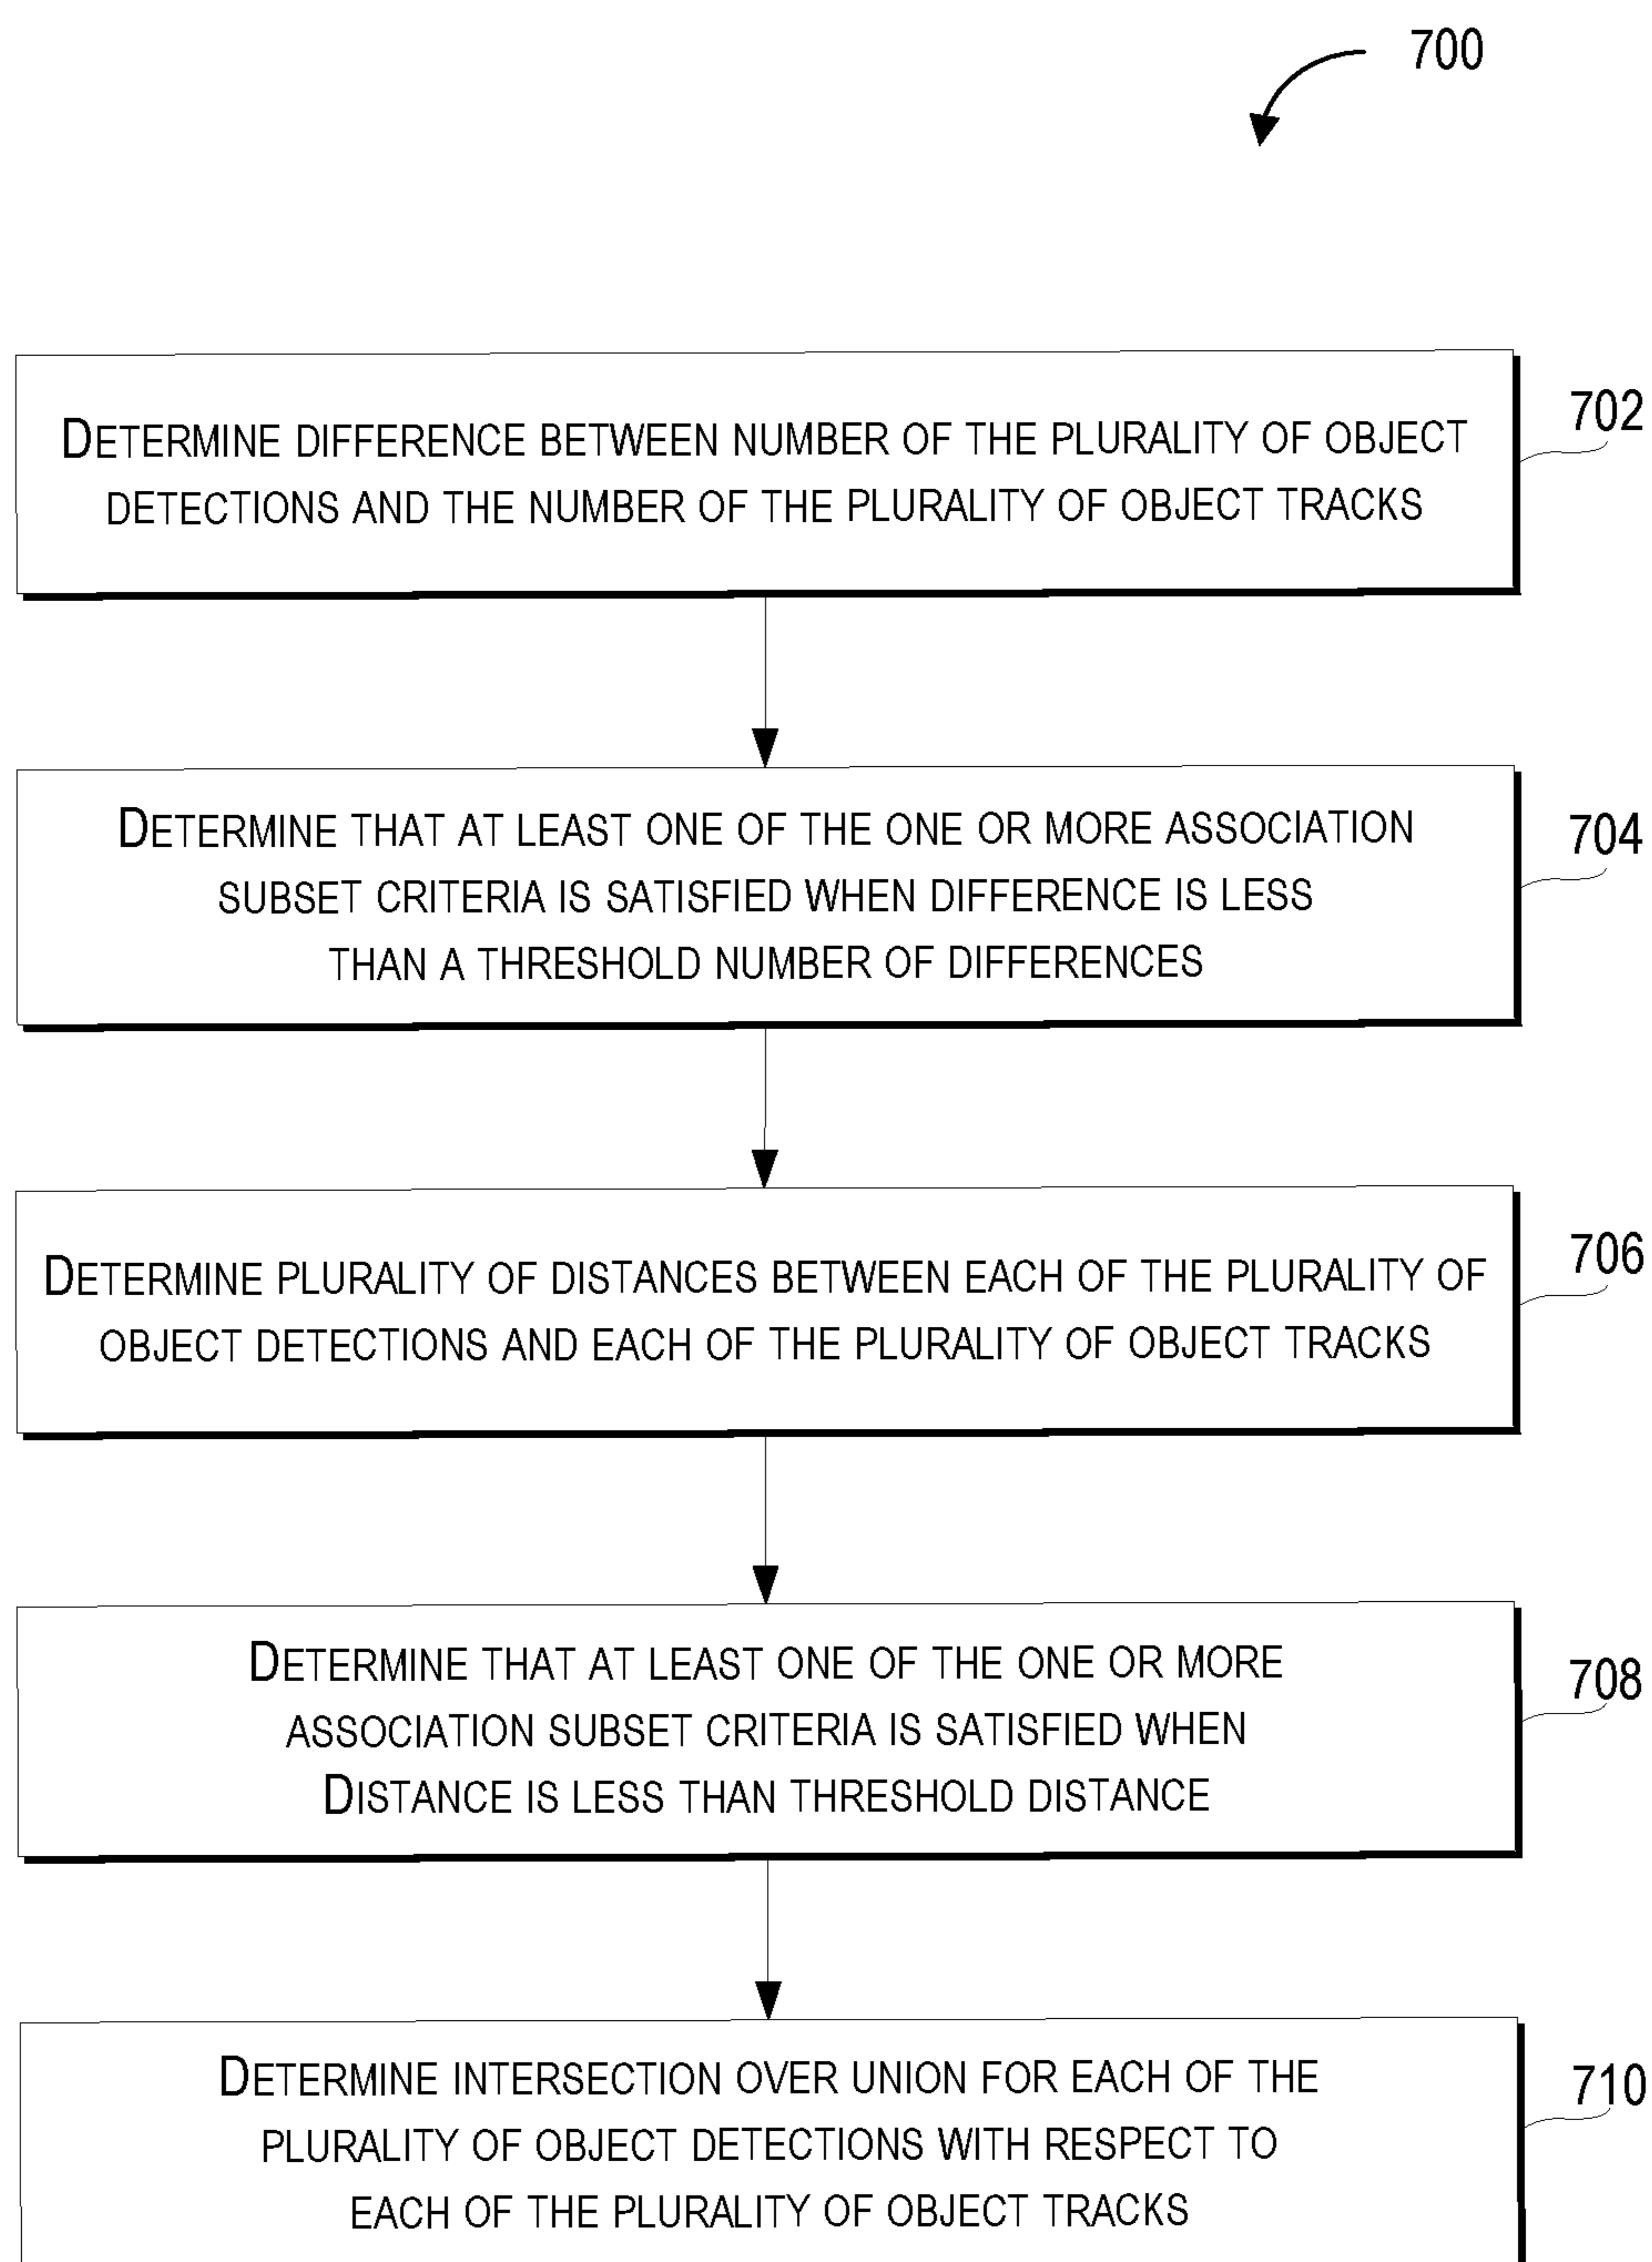 700
DETERMINE DIFFERENCE BETWEEN NUMBER OF THE PLURALITY OF OBJECT
DETECTIONS AND THE NUMBER OF THE PLURALITY OF OBJECT TRACKS
702
DETERMINE THAT AT LEAST ONE OF THE ONE OR MORE ASSOCIATION
SUBSET CRITERIA IS SATISFIED WHEN DIFFERENCE IS LESS
THAN A THRESHOLD NUMBER OF DIFFERENCES
704
DETERMINE PLURALITY OF DISTANCES BETWEEN EACH OF THE PLURALITY OF
OBJECT DETECTIONS AND EACH OF THE PLURALITY OF OBJECT TRACKS
706
DETERMINE THAT AT LEAST ONE OF THE ONE OR MORE
ASSOCIATION SUBSET CRITERIA IS SATISFIED WHEN
DISTANCE IS LESS THAN THRESHOLD DISTANCE
708
DETERMINE INTERSECTION OVER UNION FOR EACH OF THE
PLURALITY OF OBJECT DETECTIONS WITH RESPECT TO
EACH OF THE PLURALITY OF OBJECT TRACKS
710